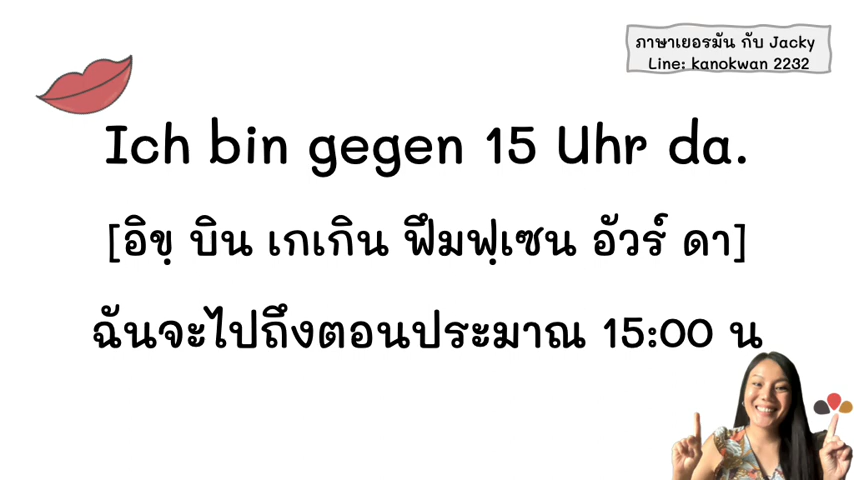 ภาษาเยอรมัน กับ Jacky
Line: kanokwan 2232
Ich bin gegen 15 Uhr da.
[อิขฺ บิน เกเกิน ฟึมฟฺเซน อัวร์ ดา]
ฉันจะไปถึงตอนประมาณ 15:00 น